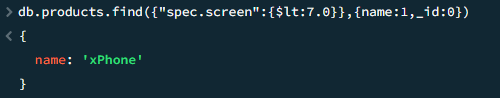 > db.products.find({"spec.screen":{$lt:7.0}},{name:1,_id:0})
< {
name: 'xPhone'
}